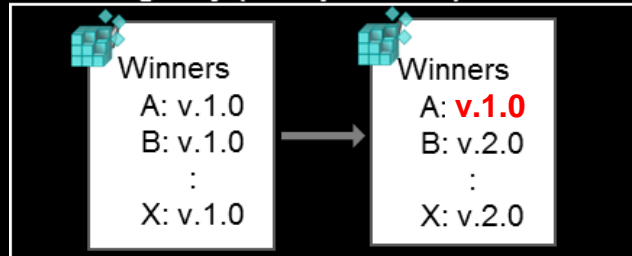 Winners
A: v.1.0
B: v.1.0
:
X: v.1.0
Winners
A: v.1.0
B: v.2.0
:
X: v.2.0